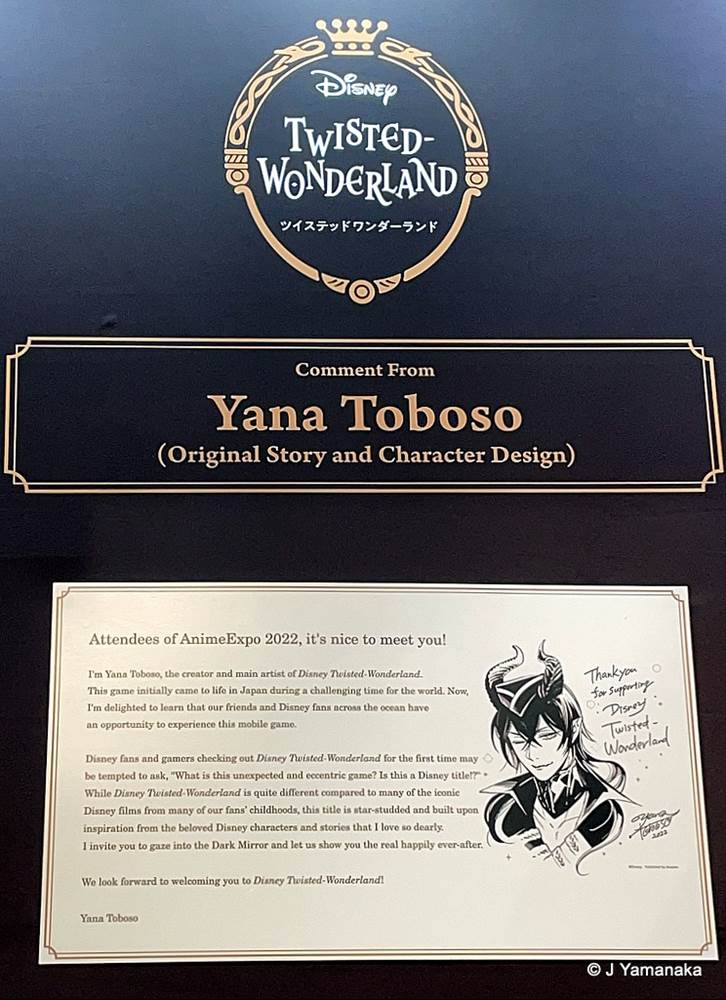 Disney
TWISTED-
WONDERLAND
ツイステッドワンダーランド
Comment From
Yana Toboso
(Original Story and Character Design)
Attendees of AnimeExpo 2022, it's nice to meet you!
I'm Yana Toboso, the creator and main artist of Disney Twisted-Wonderland.
This game initially came to life in Japan during a challenging time for the world. Now,
I'm delighted to learn that our friends and Disney fans across the ocean have
an opportunity to experience this mobile game.
Disney fans and gamers checking out Disney Twisted-Wonderland for the first time may
be tempted to ask, "What is this unexpected and eccentric game? Is this a Disney title!?"
While Disney Twisted-Wonderland is quite different compared to many of the iconic
Disney films from many of our fans' childhoods, this title is star-studded and built upon
inspiration from the beloved Disney characters and stories that I love so dearly.
I invite you to gaze into the Dark Mirror and let us show you the real happily ever-after.
We look forward to welcoming you to Disney Twisted-Wonderland!
Yana Toboso
Thank you
for supporting
Disney
Twisted-
Wonderland
Yana
Toboso
2022
© J Yamanaka